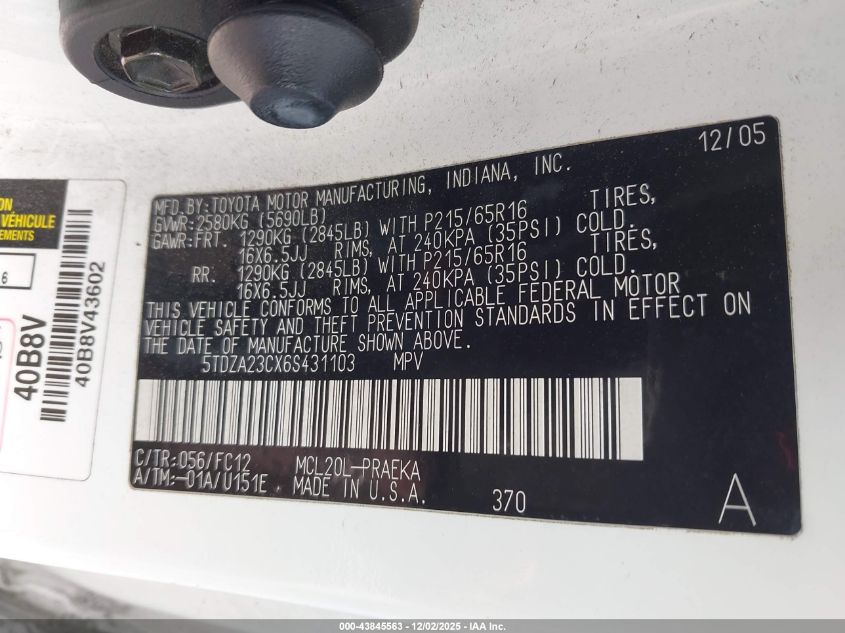 12/05
MFD.BY:TOYOTA MOTOR MANUFACTURING, INDIANA, INC.
GVWR: 2580KG (5690LB)
GAWR:FRT. 1290KG (2845LB) WITH P215/65R16 TIRES,
16X6.5JJ RIMS, AT 240KPA (35PSI) COLD.
RR. 1290KG (2845LB) WITH P215/65R16 TIRES,
16X6.5JJ RIMS, AT 240KPA (35PSI) COLD.
THIS VEHICLE CONFORMS TO ALL APPLICABLE FEDERAL MOTOR
VEHICLE SAFETY AND THEFT PREVENTION STANDARDS IN EFFECT ON
THE DATE OF MANUFACTURE SHOWN ABOVE.
5TDZA23CX6S431103 MPV
C/TR:056/FC12 MCL20L-PRAEKA
A/TM:-01A/U151E MADE IN U.S.A. 370 A
VÉHICULE
6
40B8V
40B8V43602
000-43845563 - 12/02/2025 - IAA Inc.